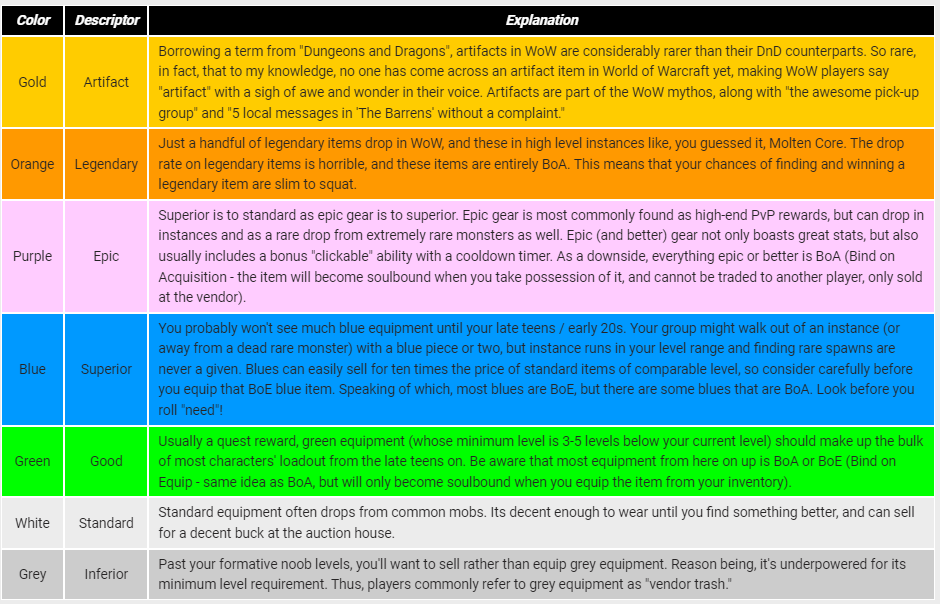 Color Descriptor Explanation
Gold Artifact Borrowing a term from "Dungeons and Dragons", artifacts in WoW are considerably rarer than their DnD counterparts. So rare,
in fact, that to my knowledge, no one has come across an artifact item in World of Warcraft yet, making WoW players say
"artifact" with a sigh of awe and wonder in their voice. Artifacts are part of the WoW mythos, along with "the awesome pick-up
group" and "5 local messages in 'The Barrens' without a complaint."
Orange Legendary Just a handful of legendary items drop in WoW, and these in high level instances like, you guessed it, Molten Core. The drop
rate on legendary items is horrible, and these items are entirely BoA. This means that your chances of finding and winning a
legendary item are slim to squat.
Purple Epic Superior is to standard as epic gear is to superior. Epic gear is most commonly found as high-end PvP rewards, but can drop in
instances and as a rare drop from extremely rare monsters as well. Epic (and better) gear not only boasts great stats, but also
usually includes a bonus "clickable" ability with a cooldown timer. As a downside, everything epic or better is BoA (Bind on
Acquisition - the item will become soulbound when you take possession of it, and cannot be traded to another player, only sold
at the vendor).
Blue Superior You probably won't see much blue equipment until your late teens / early 20s. Your group might walk out of an instance (or
away from a dead rare monster) with a blue piece or two, but instance runs in your level range and finding rare spawns are
never a given. Blues can easily sell for ten times the price of standard items of comparable level, so consider carefully before
you equip that BoE blue item. Speaking of which, most blues are BoE, but there are some blues that are BoA. Look before you
roll "need"!
Green Good Usually a quest reward, green equipment (whose minimum level is 3-5 levels below your current level) should make up the bulk
of most characters' loadout from the late teens on. Be aware that most equipment from here on up is BoA or BoE (Bind on
Equip - same idea as BoA, but will only become soulbound when you equip the item from your inventory).
White Standard Standard equipment often drops from common mobs. Its decent enough to wear until you find something better, and can sell
for a decent buck at the auction house.
Grey Inferior Past your formative noob levels, you'll want to sell rather than equip grey equipment. Reason being, it's underpowered for its
minimum level requirement. Thus, players commonly refer to grey equipment as "vendor trash."